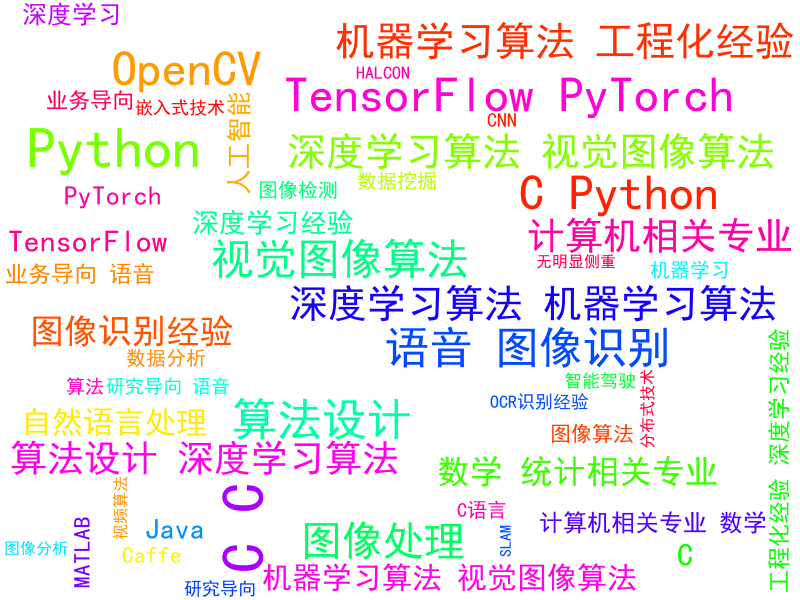 深度学习
机器学习算法 工程化经验
OpenCV
HALCON
TensorFlow PyTorch
业务导向
嵌入式技术
人工智能
CNN
Python
深度学习算法 视觉图像算法
数据挖掘
图像检测
C Python
PyTorch
深度学习经验
计算机相关专业
TensorFlow
视觉图像算法
无明显侧重
机器学习
业务导向 语音
深度学习算法 机器学习算法
图像识别经验
语音 图像识别
数据分析
算法
研究导向 语音
智能驾驶
分布式技术
OCR识别经验
工程化经验 深度学习经验
自然语言处理
算法设计
图像算法
算法设计 深度学习算法
数学 统计相关专业
C C
视频算法
C语言
MATLAB
Java
计算机相关专业 数学
图像分析
Caffe
图像处理
SLAM
C
研究导向
机器学习算法 视觉图像算法